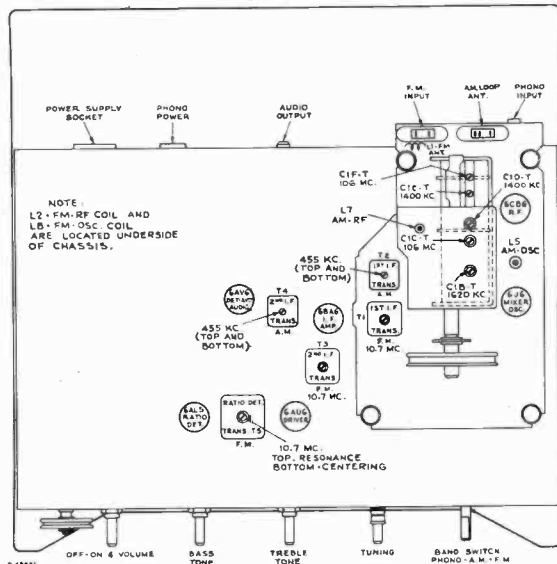 POWER SUPPLY
SOCKET
PHONO
POWER
AUDIO
OUTPUT
F.M.
INPUT
AM.LOOP
ANT.
PHONO
INPUT
L1-FM
ANT.
C1F-T
106 MC.
C1E-T
1400KC
C1D-T
1400 KC
6CB6
R.F.
L7
AM-RF
C1C-T
106 MC.
L5
AM-OSC
C1B-T
1620 KC
6J6
MIXER
OSC.
NOTE:
L2-FM-RF COIL AND
L8-FM-OSC. COIL
ARE LOCATED UNDERSIDE
OF CHASSIS.
455 KC.
(TOP AND
BOTTOM)
T2
1ST I.F
TRANS.
A.M.
6AV6
AUDIO
T4
2ND I.F
TRANS.
A.M.
6BA6
I.F
AMP.
T1
1ST I.F
TRANS.
F.M.
10.7 MC.
455 KC
(TOP AND
BOTTOM)
T3
2ND I.F
TRANS.
F.M.
10.7 MC.
6AL5
RATIO
DET.
RATIO DET.
TRANS. T5
F.M.
6AU6
DRIVER
10.7 MC.
TOP. RESONANCE
BOTTOM-CENTERING
OFF-ON & VOLUME
BASS
TONE
TREBLE
TONE
TUNING
BAND SWITCH
PHONO-A.M.-F.M